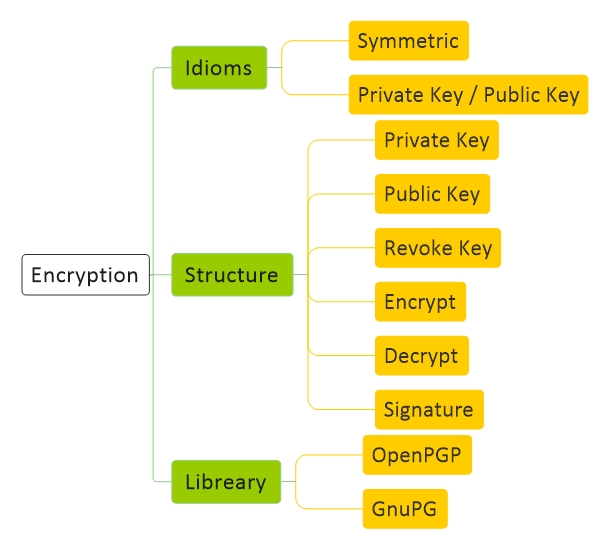 Symmetric
Idioms
Private Key / Public Key
Private Key
Public Key
Revoke Key
Encryption
Structure
Encrypt
Decrypt
Signature
OpenPGP
Libreary
GnuPG